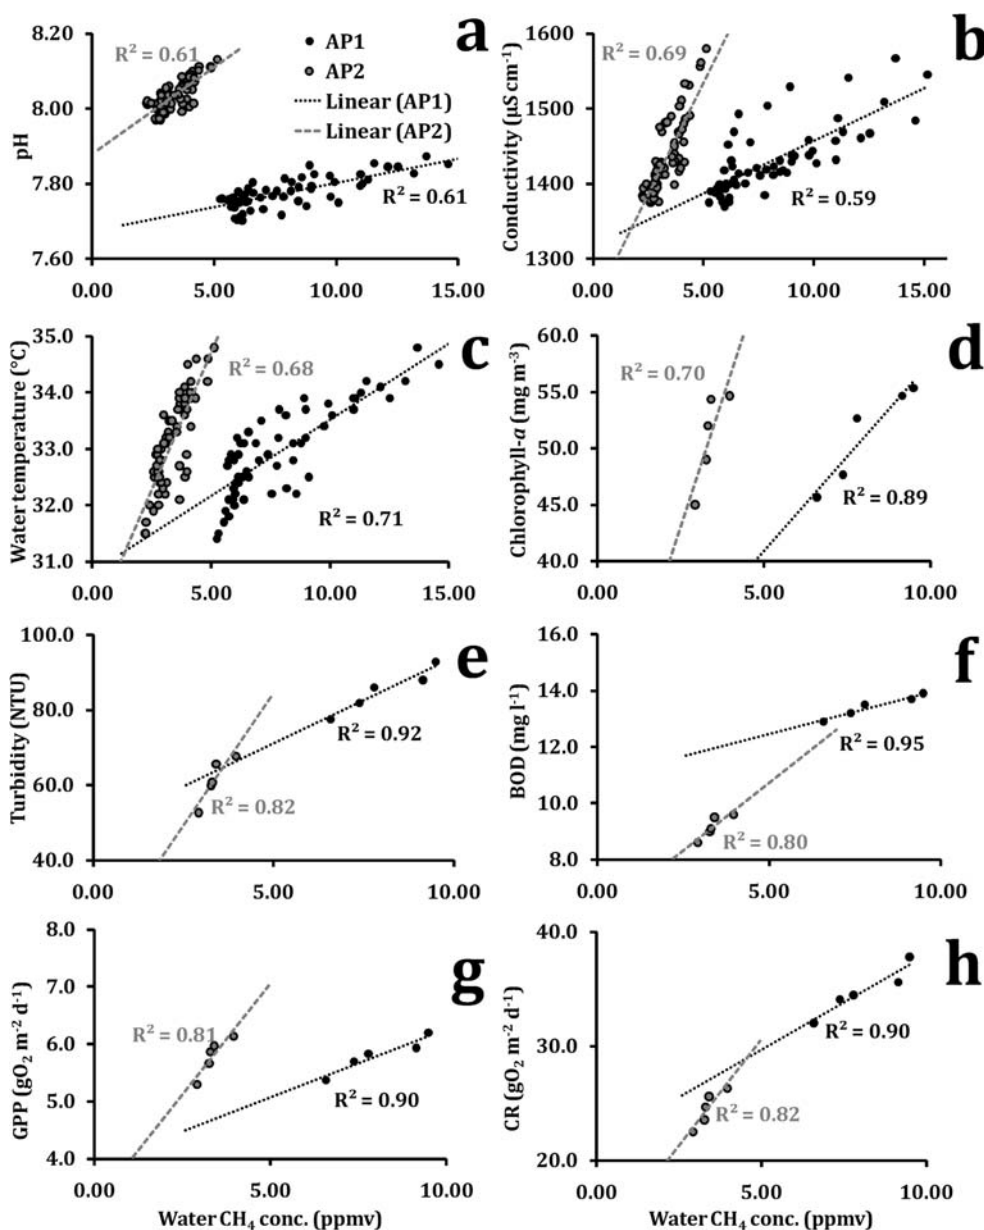 a
8.20
8.00
7.80
7.60
pH
R² = 0.61
AP1
AP2
Linear (AP1)
Linear (AP2)
R² = 0.61
0.00 5.00 10.00 15.00
b
1600
1500
1400
1300
Conductivity (µS cm⁻¹)
R² = 0.69
R² = 0.59
0.00 5.00 10.00 15.00
c
35.0
34.0
33.0
32.0
31.0
Water temperature (°C)
R² = 0.68
R² = 0.71
0.00 5.00 10.00 15.00
d
60.0
55.0
50.0
45.0
40.0
Chlorophyll-a (mg m⁻³)
R² = 0.70
R² = 0.89
0.00 5.00 10.00
e
100.0
80.0
60.0
40.0
Turbidity (NTU)
R² = 0.92
R² = 0.82
0.00 5.00 10.00
f
16.0
14.0
12.0
10.0
8.0
BOD (mg l⁻¹)
R² = 0.95
R² = 0.80
0.00 5.00 10.00
g
8.0
7.0
6.0
5.0
4.0
GPP (gO₂ m⁻² d⁻¹)
R² = 0.81
R² = 0.90
0.00 5.00 10.00
Water CH₄ conc. (ppmv)
h
40.0
30.0
20.0
CR (gO₂ m⁻² d⁻¹)
R² = 0.90
R² = 0.82
0.00 5.00 10.00
Water CH₄ conc. (ppmv)